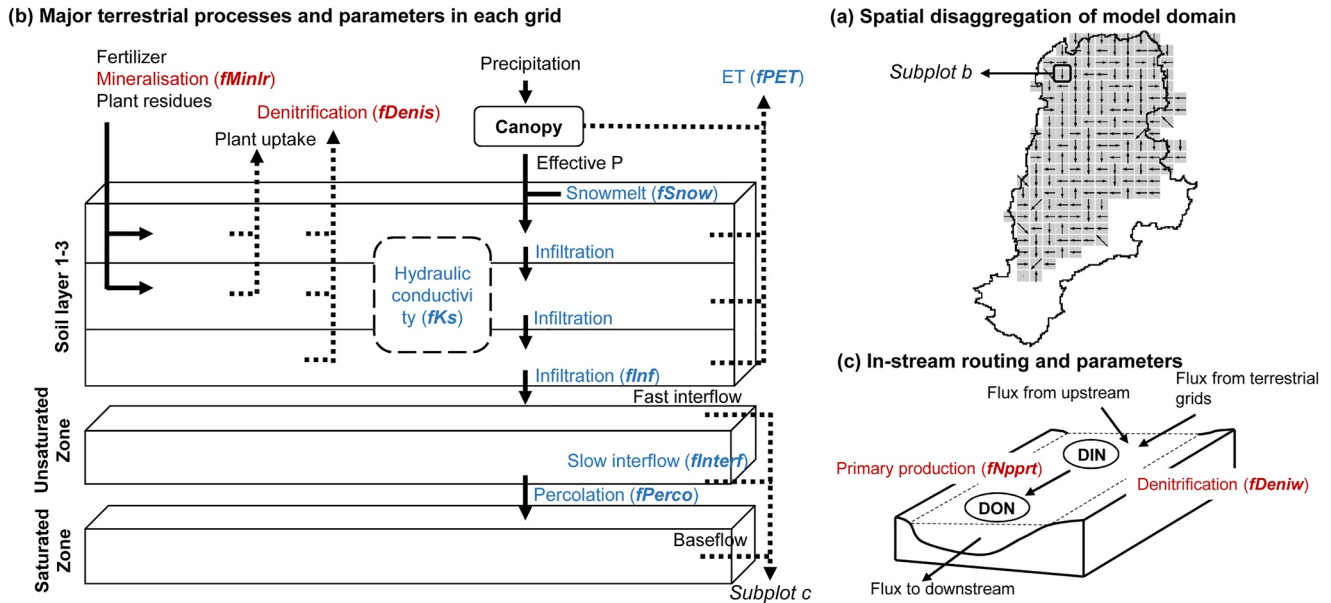 (b) Major terrestrial processes and parameters in each grid
Fertilizer
Mineralisation (fMinIr)
Plant residues
Denitrification (fDenis)
Plant uptake
Precipitation
Canopy
Effective P
Snowmelt (fSnow)
ET (fPET)
Soil layer 1-3
Hydraulic
conductivi
ty (fKs)
Infiltration
Infiltration
Infiltration (fInf)
Fast interflow
Unsaturated
Zone
Slow interflow (fInterf)
Percolation (fPerco)
Saturated
Zone
Baseflow
Subplot c
(a) Spatial disaggregation of model domain
Subplot b
(c) In-stream routing and parameters
Flux from upstream
Flux from terrestrial
grids
DIN
Primary production (fNpprt)
Denitrification (fDeniw)
DON
Flux to downstream